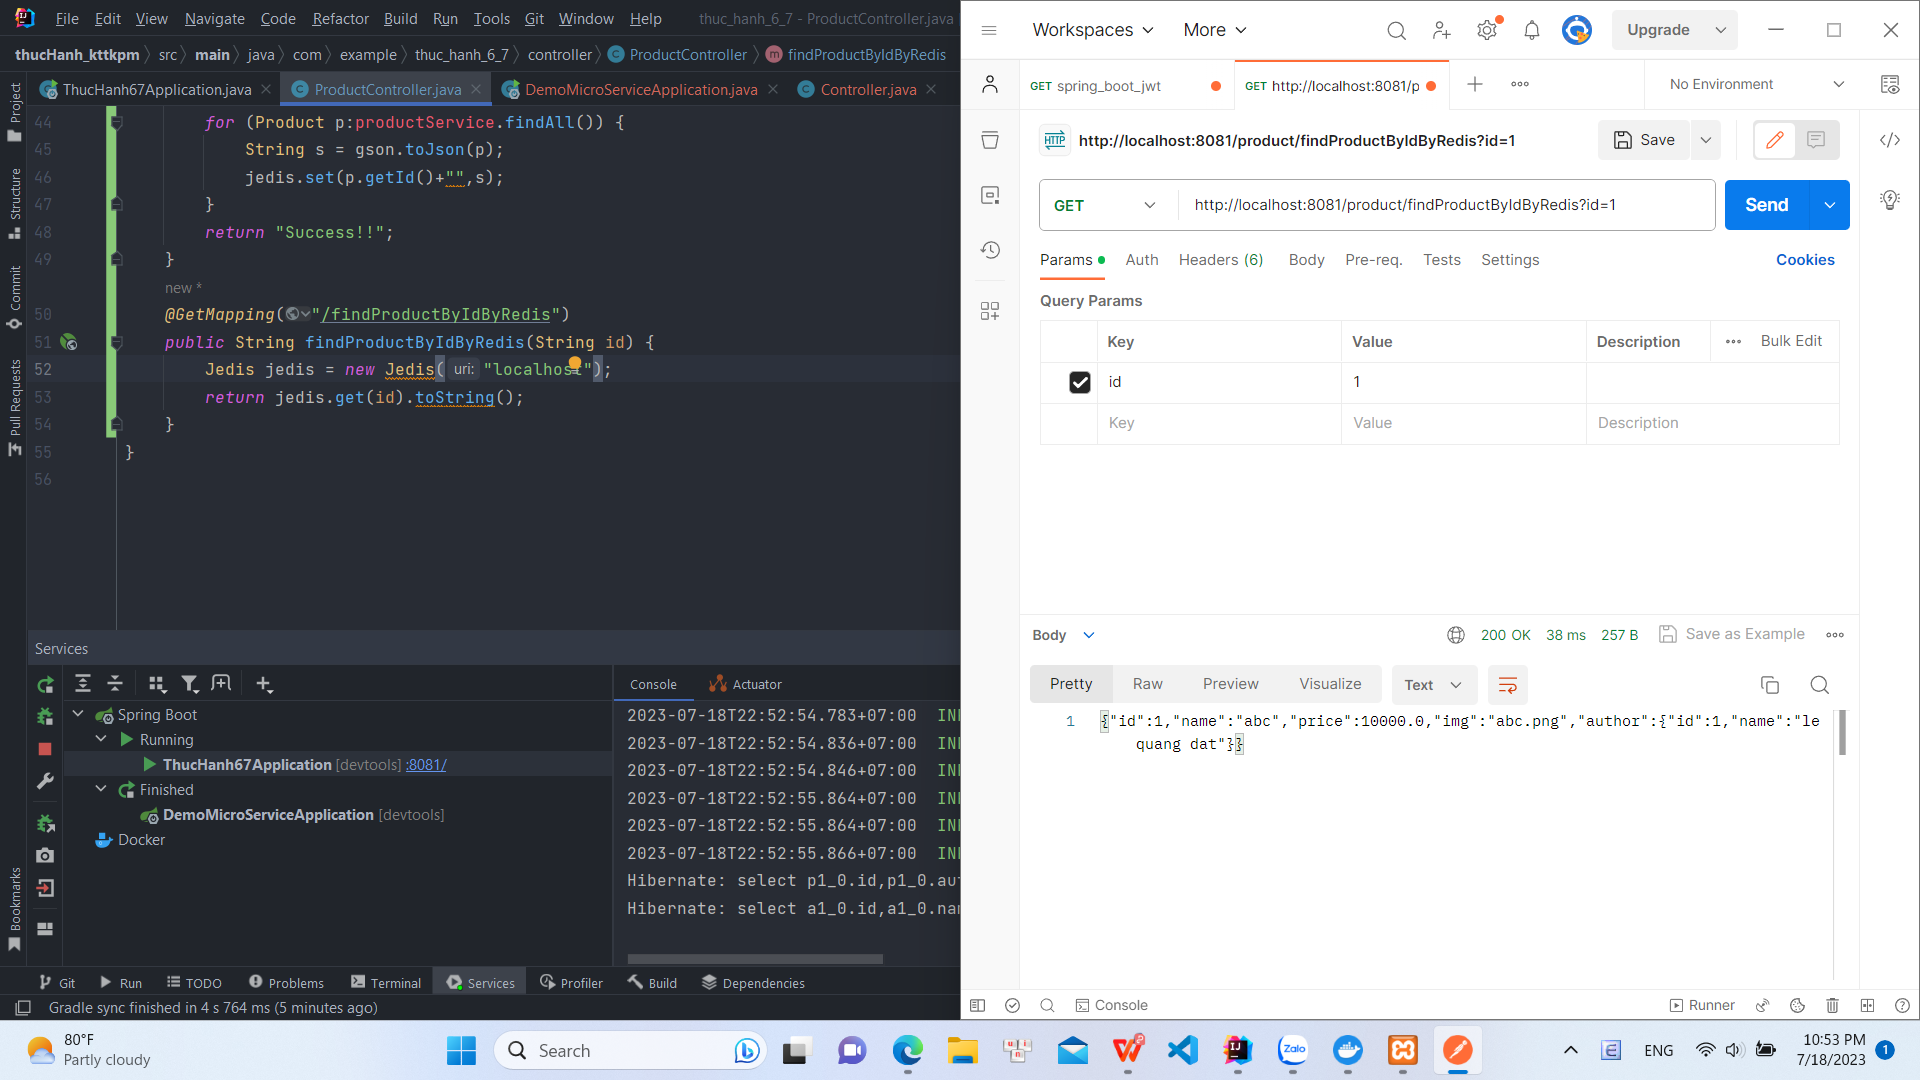 File Edit View Navigate Code Refactor Build Run Tools Git Window Help thuc_hanh_6_7 - ProductController.java
thucHanh_kttkpm src main java com example thuc_hanh_6_7 controller ProductController findProductByIdByRedis
ThucHanh67Application.java ProductController.java DemoMicroServiceApplication.java Controller.java
Project
Structure
Commit
Pull Requests
Bookmarks
44 for (Product p:productService.findAll()) {
45 String s = gson.toJson(p);
46 jedis.set(p.getId()+"",s);
47 }
48 return "Success!!";
49 }
new *
50 @GetMapping("/findProductByIdByRedis")
51 public String findProductByIdByRedis(String id) {
52 Jedis jedis = new Jedis( uri: "localhost");
53 return jedis.get(id).toString();
54 }
55 }
56
Services
Console Actuator
Spring Boot
Running
ThucHanh67Application [devtools] :8081/
Finished
DemoMicroServiceApplication [devtools]
Docker
2023-07-18T22:52:54.783+07:00 INF
2023-07-18T22:52:54.836+07:00 INF
2023-07-18T22:52:54.846+07:00 INF
2023-07-18T22:52:55.864+07:00 INF
2023-07-18T22:52:55.864+07:00 INF
2023-07-18T22:52:55.866+07:00 INF
Hibernate: select p1_0.id,p1_0.au
Hibernate: select a1_0.id,a1_0.na
Git Run TODO Problems Terminal Services Profiler Build Dependencies
Gradle sync finished in 4 s 764 ms (5 minutes ago)
Workspaces More Upgrade
GET spring_boot_jwt GET http://localhost:8081/p No Environment
HTTP http://localhost:8081/product/findProductByIdByRedis?id=1 Save
GET http://localhost:8081/product/findProductByIdByRedis?id=1 Send
Params Auth Headers (6) Body Pre-req. Tests Settings Cookies
Query Params
Key Value Description Bulk Edit
id 1
Key Value Description
Body 200 OK 38 ms 257 B Save as Example
Pretty Raw Preview Visualize Text
1 {"id":1,"name":"abc","price":10000.0,"img":"abc.png","author":{"id":1,"name":"le
quang dat"}}
Console Runner
80°F
Partly cloudy
Search
Zalo
ENG
10:53 PM
7/18/2023
1